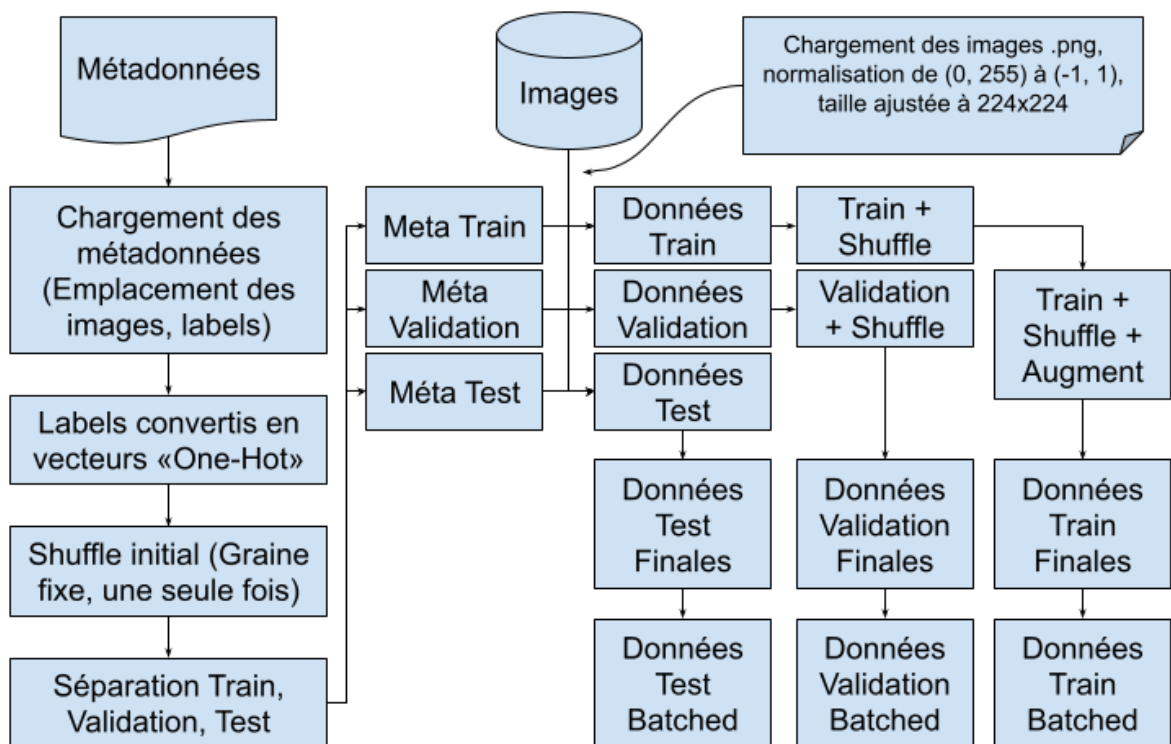 Métadonnées
Images
Chargement des images .png,
normalisation de (0, 255) à (-1, 1),
taille ajustée à 224x224
Chargement des
métadonnées
(Emplacement des
images, labels)
Labels convertis en
vecteurs «One-Hot»
Shuffle initial (Graine
fixe, une seule fois)
Séparation Train,
Validation, Test
Meta Train
Méta
Validation
Méta Test
Données
Train
Données
Validation
Données
Test
Train +
Shuffle
Validation
+ Shuffle
Train +
Shuffle +
Augment
Données
Test
Finales
Données
Validation
Finales
Données
Train
Finales
Données
Test
Batched
Données
Validation
Batched
Données
Train
Batched